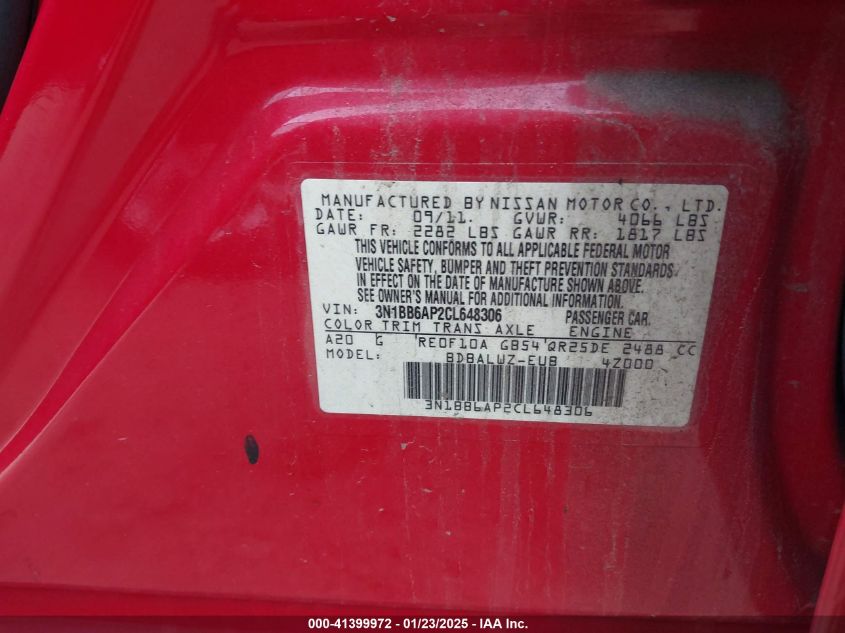 MANUFACTURED BY NISSAN MOTOR CO., LTD.
DATE: 09/11. GVWR: 4066 LBS
GAWR FR: 2282 LBS GAWR RR: 1817 LBS
THIS VEHICLE CONFORMS TO ALL APPLICABLE FEDERAL MOTOR
VEHICLE SAFETY, BUMPER AND THEFT PREVENTION STANDARDS
IN EFFECT ON THE DATE OF MANUFACTURE SHOWN ABOVE.
SEE OWNER'S MANUAL FOR ADDITIONAL INFORMATION.
VIN: 3N1BB6AP2CL648306 PASSENGER CAR.
COLOR TRIM TRANS AXLE ENGINE
A20 G RE0F10A GB54 QR25DE 2488 CC
MODEL: BDBALWZ-EUB 4Z000
3N1BB6AP2CL648306
000-41399972 - 01/23/2025 - IAA Inc.